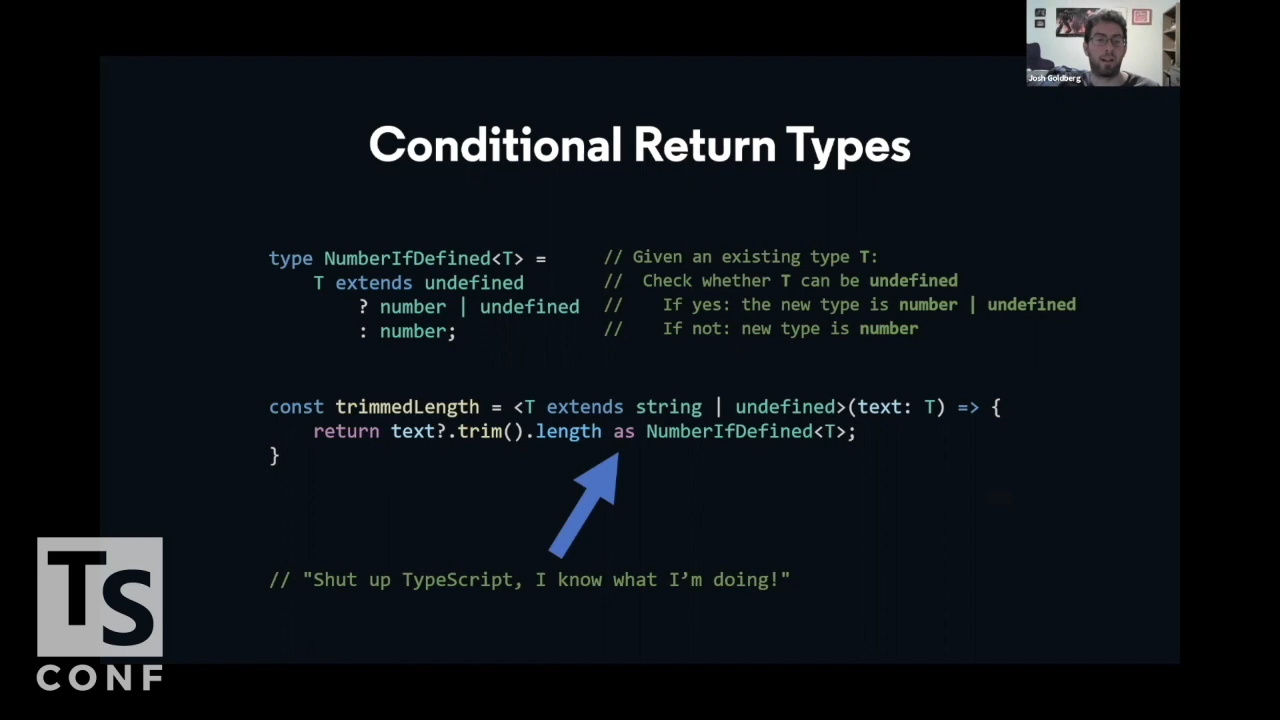 Josh Goldberg
Conditional Return Types
type NumberIfDefined<T> =
T extends undefined
? number | undefined
: number;
// Given an existing type T:
// Check whether T can be undefined
// If yes: the new type is number | undefined
// If not: new type is number
const trimmedLength = <T extends string | undefined>(text: T) => {
return text?.trim().length as NumberIfDefined<T>;
}
// "Shut up TypeScript, I know what I’m doing!"
TS
CONF